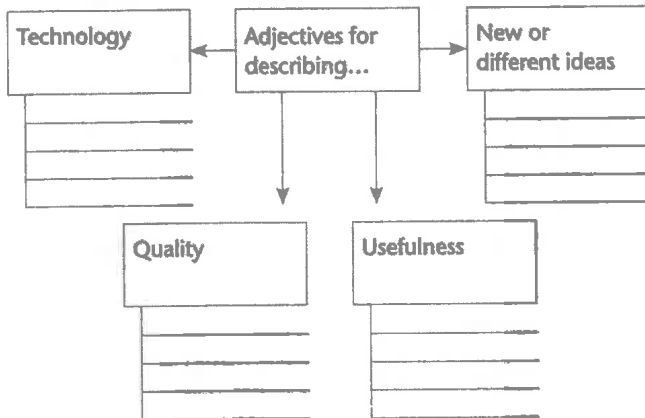 Technology
Adjectives for
describing...
New or
different ideas
Quality
Usefulness